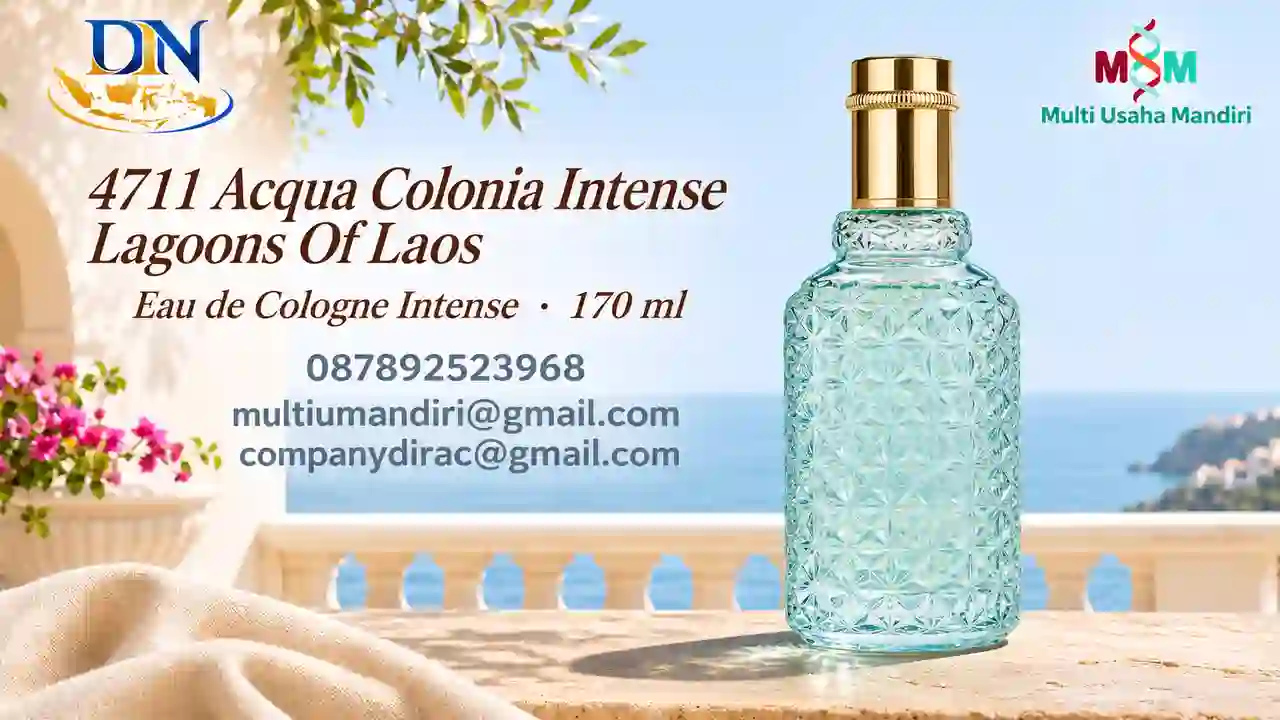 DN
M8M
Multi Usaha Mandiri
4711 Acqua Colonia Intense
Lagoons Of Laos
Eau de Cologne Intense · 170 ml
087892523968
multiumandiri@gmail.com
companydirac@gmail.com